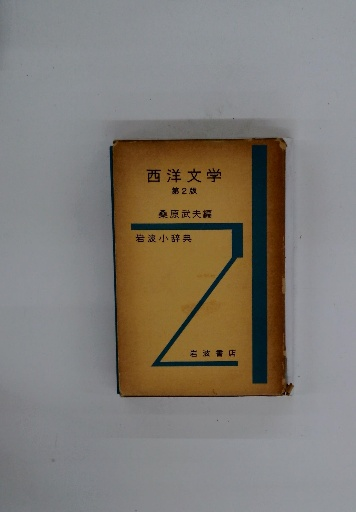 西洋文学
第2版
桑原武夫編
岩波小辞典
岩波書店